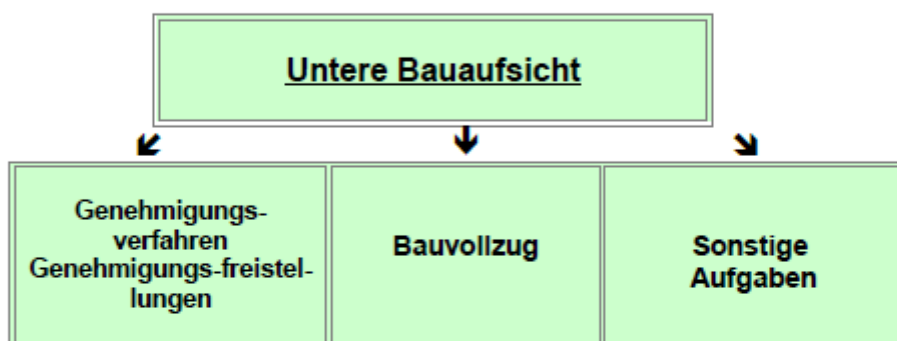 Untere Bauaufsicht
Genehmigungs-
verfahren
Genehmigungs-freistel-
lungen
Bauvollzug
Sonstige
Aufgaben